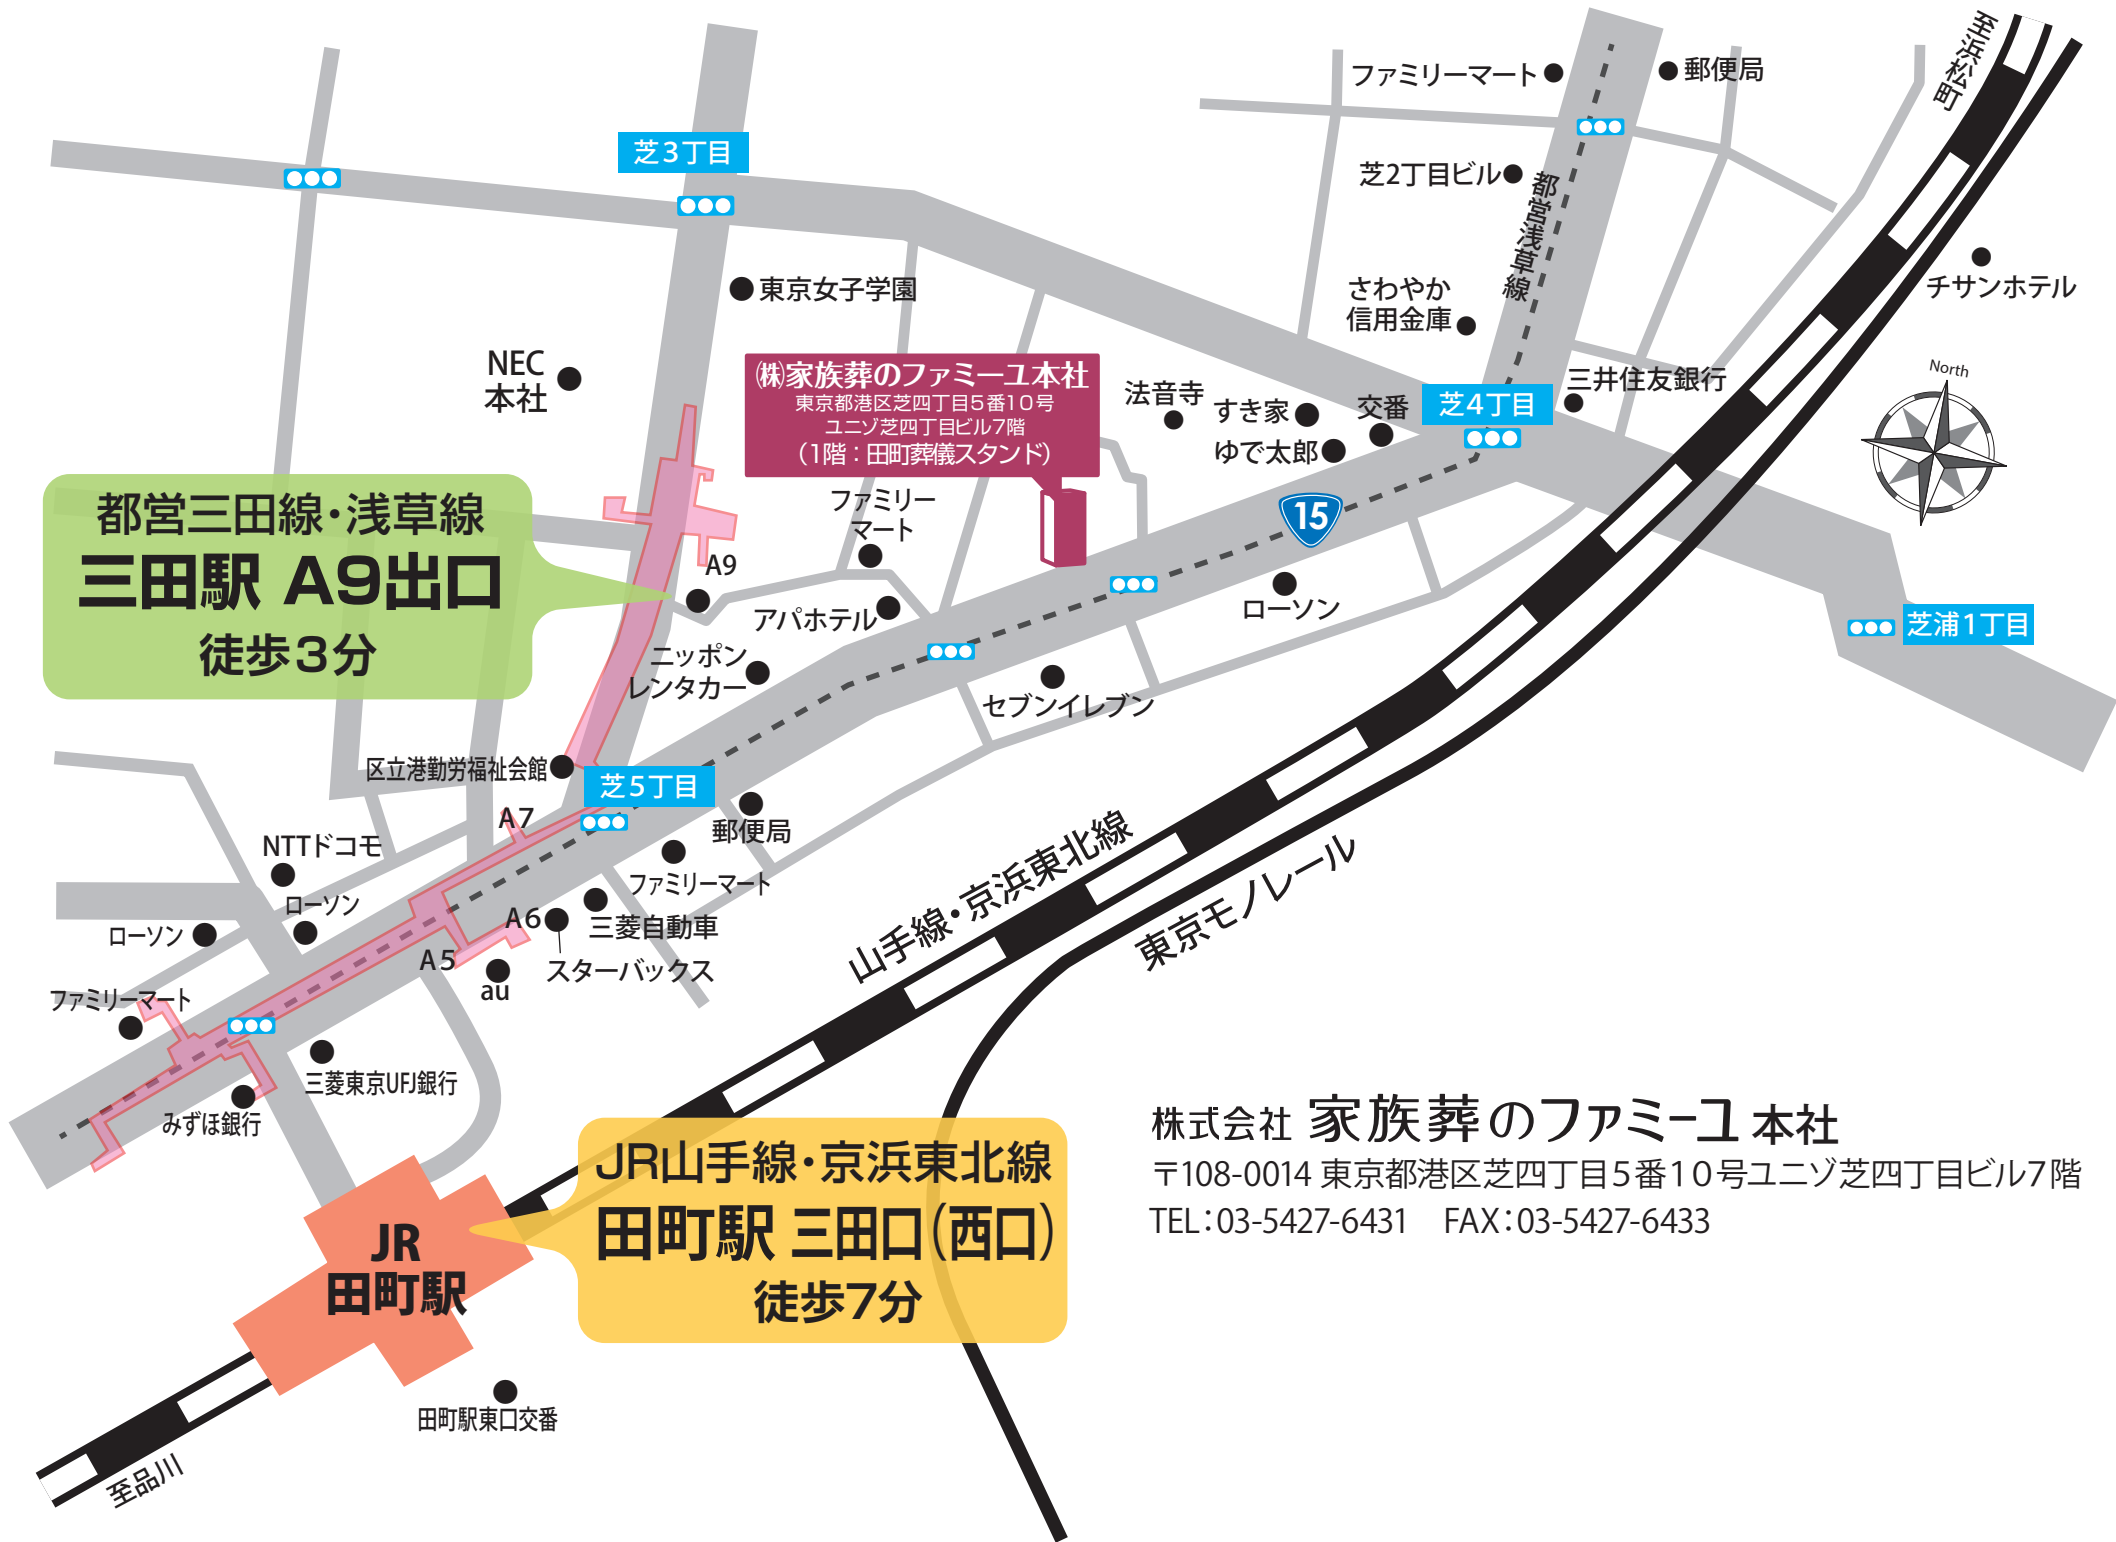 至浜松町
ファミリーマート
郵便局
芝3丁目
芝2丁目ビル
都営浅草線
東京女子学園
さわやか
信用金庫
チサンホテル
NEC
本社
North
㈱家族葬のファミーユ本社
東京都港区芝四丁目5番10号
ユニゾ芝四丁目ビル7階
(1階：田町葬儀スタンド)
法音寺
すき家
交番
芝4丁目
三井住友銀行
ゆで太郎
都営三田線・浅草線
三田駅 A9出口
徒歩3分
ファミリー
マート
15
A9
アパホテル
ローソン
芝浦1丁目
ニッポン
レンタカー
セブンイレブン
区立港勤労福祉会館
芝5丁目
A7
郵便局
NTTドコモ
ファミリーマート
ローソン
A6
三菱自動車
ローソン
A5
スターバックス
au
山手線・京浜東北線
東京モノレール
ファミリーマート
三菱東京UFJ銀行
みずほ銀行
JR山手線・京浜東北線
田町駅 三田口(西口)
徒歩7分
JR
田町駅
田町駅東口交番
至品川
株式会社 家族葬のファミーユ 本社
〒108-0014 東京都港区芝四丁目5番10号ユニゾ芝四丁目ビル7階
TEL：03-5427-6431 FAX：03-5427-6433